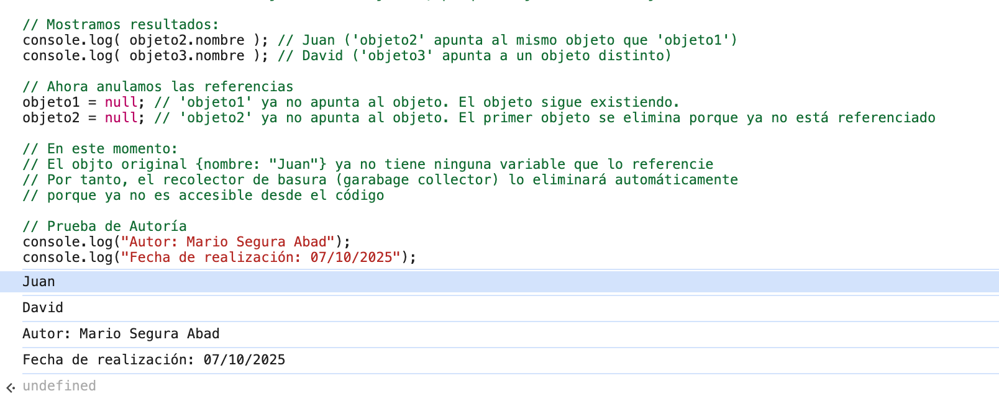 // Mostramos resultados:
console.log( objeto2.nombre ); // Juan ('objeto2' apunta al mismo objeto que 'objeto1')
console.log( objeto3.nombre ); // David ('objeto3' apunta a un objeto distinto)
// Ahora anulamos las referencias
objeto1 = null; // 'objeto1' ya no apunta al objeto. El objeto sigue existiendo.
objeto2 = null; // 'objeto2' ya no apunta al objeto. El primer objeto se elimina porque ya no está referenciado
// En este momento:
// El objto original {nombre: "Juan"} ya no tiene ninguna variable que lo referencie
// Por tanto, el recolector de basura (garabage collector) lo eliminará automáticamente
// porque ya no es accesible desde el código
// Prueba de Autoría
console.log("Autor: Mario Segura Abad");
console.log("Fecha de realización: 07/10/2025");
Juan
David
Autor: Mario Segura Abad
Fecha de realización: 07/10/2025
undefined